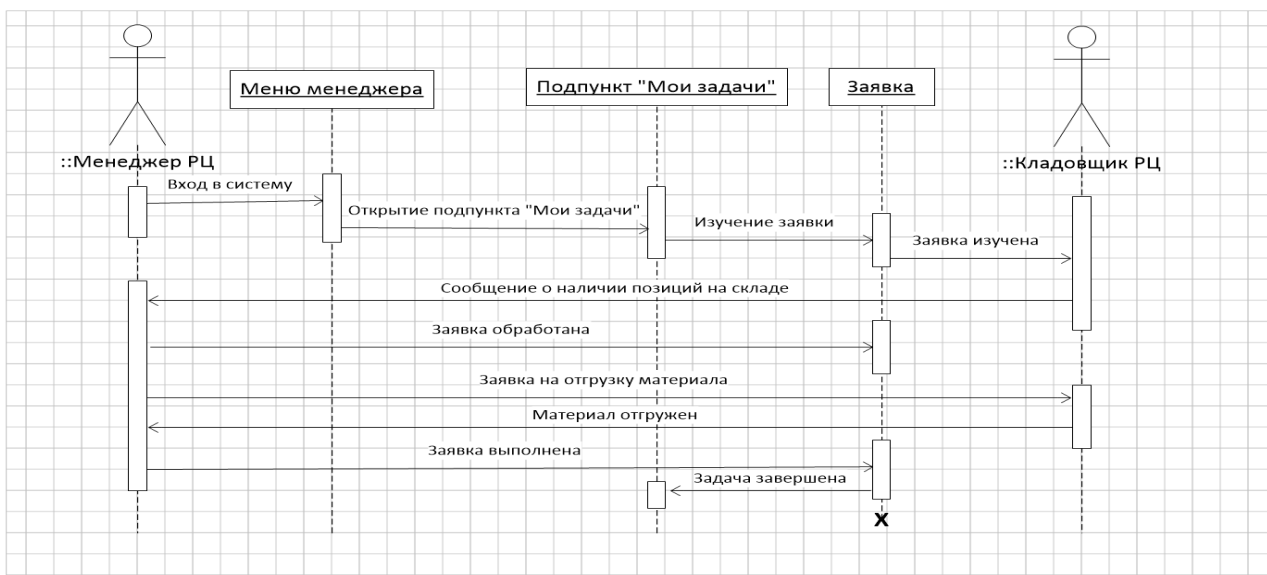 Меню менеджера
Подпункт "Мои задачи"
Заявка
::Менеджер РЦ
::Кладовщик РЦ
Вход в систему
Открытие подпункта "Мои задачи"
Изучение заявки
Заявка изучена
Сообщение о наличии позиций на складе
Заявка обработана
Заявка на отгрузку материала
Материал отгружен
Заявка выполнена
Задача завершена
X